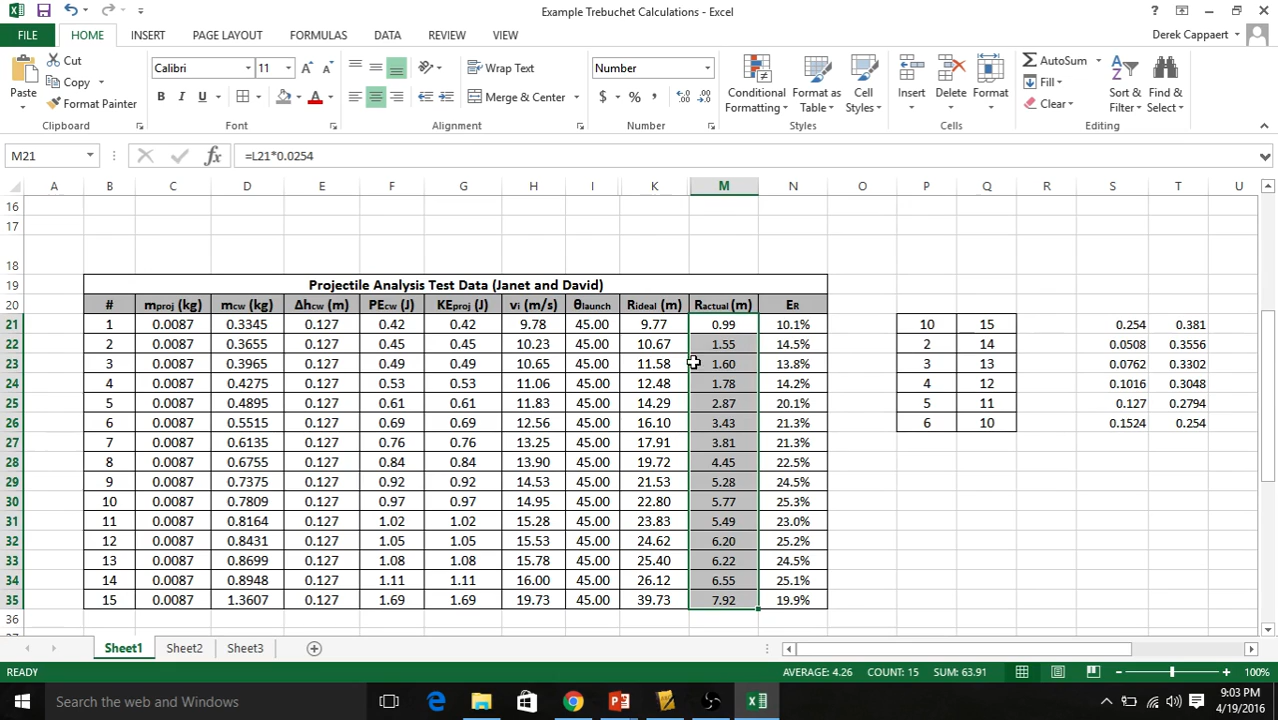 Example Trebuchet Calculations - Excel
FILE HOME INSERT PAGE LAYOUT FORMULAS DATA REVIEW VIEW Derek Cappaert
Paste
Cut
Copy
Format Painter
Calibri 11
B I U
Wrap Text
Merge & Center
Number
$ % ,
Conditional Formatting
Format as Table
Cell Styles
Insert
Delete
Format
AutoSum
Fill
Clear
Sort & Filter
Find & Select
Clipboard Font Alignment Number Styles Cells Editing
M21 fx =L21*0.0254
A B C D E F G H I K M N O P Q R S T U
16
17
18
19 Projectile Analysis Test Data (Janet and David)
20 # mproj (kg) mcw (kg) Δhcw (m) PEcw (J) KEproj (J) vi (m/s) θlaunch Rideal (m) Ractual (m) ER
21 1 0.0087 0.3345 0.127 0.42 0.42 9.78 45.00 9.77 0.99 10.1% 10 15 0.254 0.381
22 2 0.0087 0.3655 0.127 0.45 0.45 10.23 45.00 10.67 1.55 14.5% 2 14 0.0508 0.3556
23 3 0.0087 0.3965 0.127 0.49 0.49 10.65 45.00 11.58 1.60 13.8% 3 13 0.0762 0.3302
24 4 0.0087 0.4275 0.127 0.53 0.53 11.06 45.00 12.48 1.78 14.2% 4 12 0.1016 0.3048
25 5 0.0087 0.4895 0.127 0.61 0.61 11.83 45.00 14.29 2.87 20.1% 5 11 0.127 0.2794
26 6 0.0087 0.5515 0.127 0.69 0.69 12.56 45.00 16.10 3.43 21.3% 6 10 0.1524 0.254
27 7 0.0087 0.6135 0.127 0.76 0.76 13.25 45.00 17.91 3.81 21.3%
28 8 0.0087 0.6755 0.127 0.84 0.84 13.90 45.00 19.72 4.45 22.5%
29 9 0.0087 0.7375 0.127 0.92 0.92 14.53 45.00 21.53 5.28 24.5%
30 10 0.0087 0.7809 0.127 0.97 0.97 14.95 45.00 22.80 5.77 25.3%
31 11 0.0087 0.8164 0.127 1.02 1.02 15.28 45.00 23.83 5.49 23.0%
32 12 0.0087 0.8431 0.127 1.05 1.05 15.53 45.00 24.62 6.20 25.2%
33 13 0.0087 0.8699 0.127 1.08 1.08 15.78 45.00 25.40 6.22 24.5%
34 14 0.0087 0.8948 0.127 1.11 1.11 16.00 45.00 26.12 6.55 25.1%
35 15 0.0087 1.3607 0.127 1.69 1.69 19.73 45.00 39.73 7.92 19.9%
36
Sheet1 Sheet2 Sheet3
READY AVERAGE: 4.26 COUNT: 15 SUM: 63.91 100%
Search the web and Windows
9:03 PM
4/19/2016